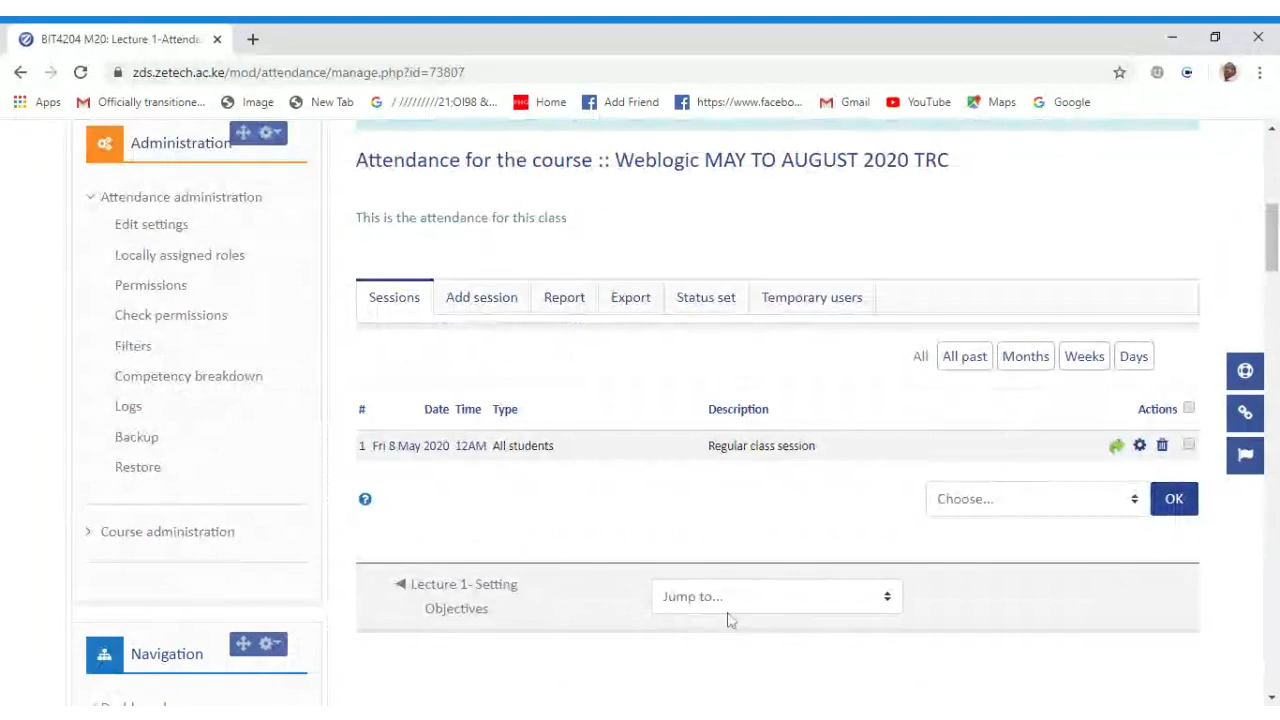 BIT4204 M20: Lecture 1-Attenda
zds.zetech.ac.ke/mod/attendance/manage.php?id=73807
Apps Officially transitione... Image New Tab / /////////21;OI98 &... Home Add Friend https://www.facebo... Gmail YouTube Maps Google
Administration
Attendance administration
Edit settings
Locally assigned roles
Permissions
Check permissions
Filters
Competency breakdown
Logs
Backup
Restore
Course administration
Navigation
Attendance for the course :: Weblogic MAY TO AUGUST 2020 TRC
This is the attendance for this class
Sessions Add session Report Export Status set Temporary users
All All past Months Weeks Days
# Date Time Type Description Actions
1 Fri 8 May 2020 12AM All students Regular class session
Choose... OK
◀ Lecture 1- Setting
Objectives
Jump to...